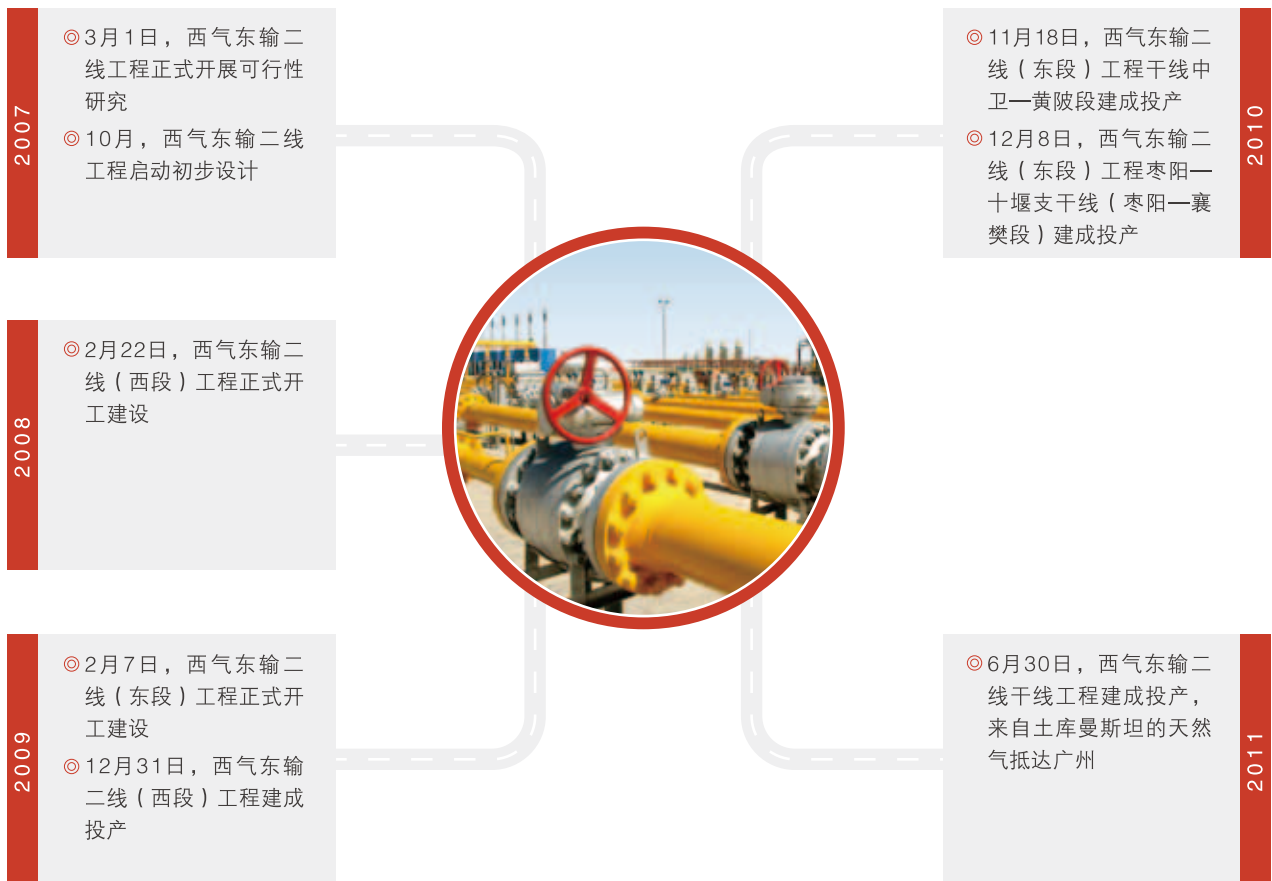 2007
3月1日，西气东输二
线工程正式开展可行性
研究
10月，西气东输二线
工程启动初步设计
2008
2月22日，西气东输二
线（西段）工程正式开
工建设
2009
2月7日，西气东输二
线（东段）工程正式开
工建设
12月31日，西气东输
二线（西段）工程建成
投产
2010
11月18日，西气东输二
线（东段）工程干线中
卫—黄陂段建成投产
12月8日，西气东输二
线（东段）工程枣阳—
十堰支干线（枣阳—襄
樊段）建成投产
2011
6月30日，西气东输二
线干线工程建成投产，
来自土库曼斯坦的天然
气抵达广州